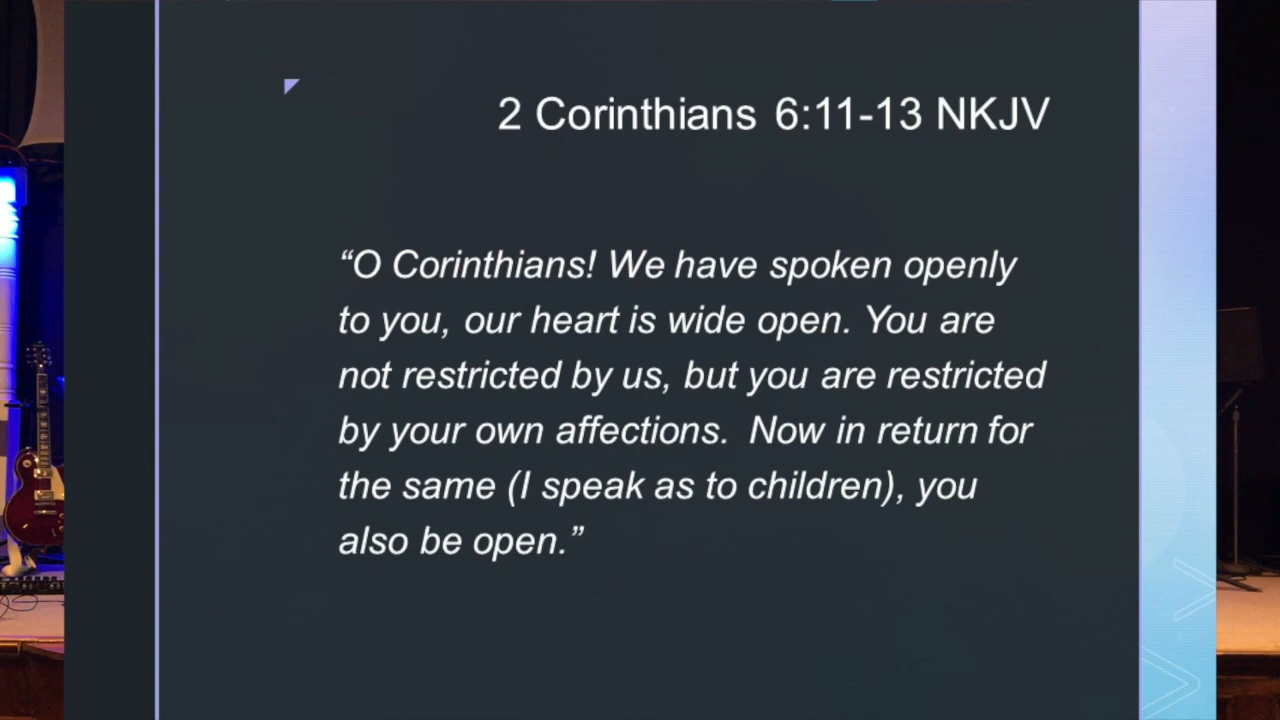 2 Corinthians 6:11-13 NKJV
“O Corinthians! We have spoken openly
to you, our heart is wide open. You are
not restricted by us, but you are restricted
by your own affections. Now in return for
the same (I speak as to children), you
also be open.”